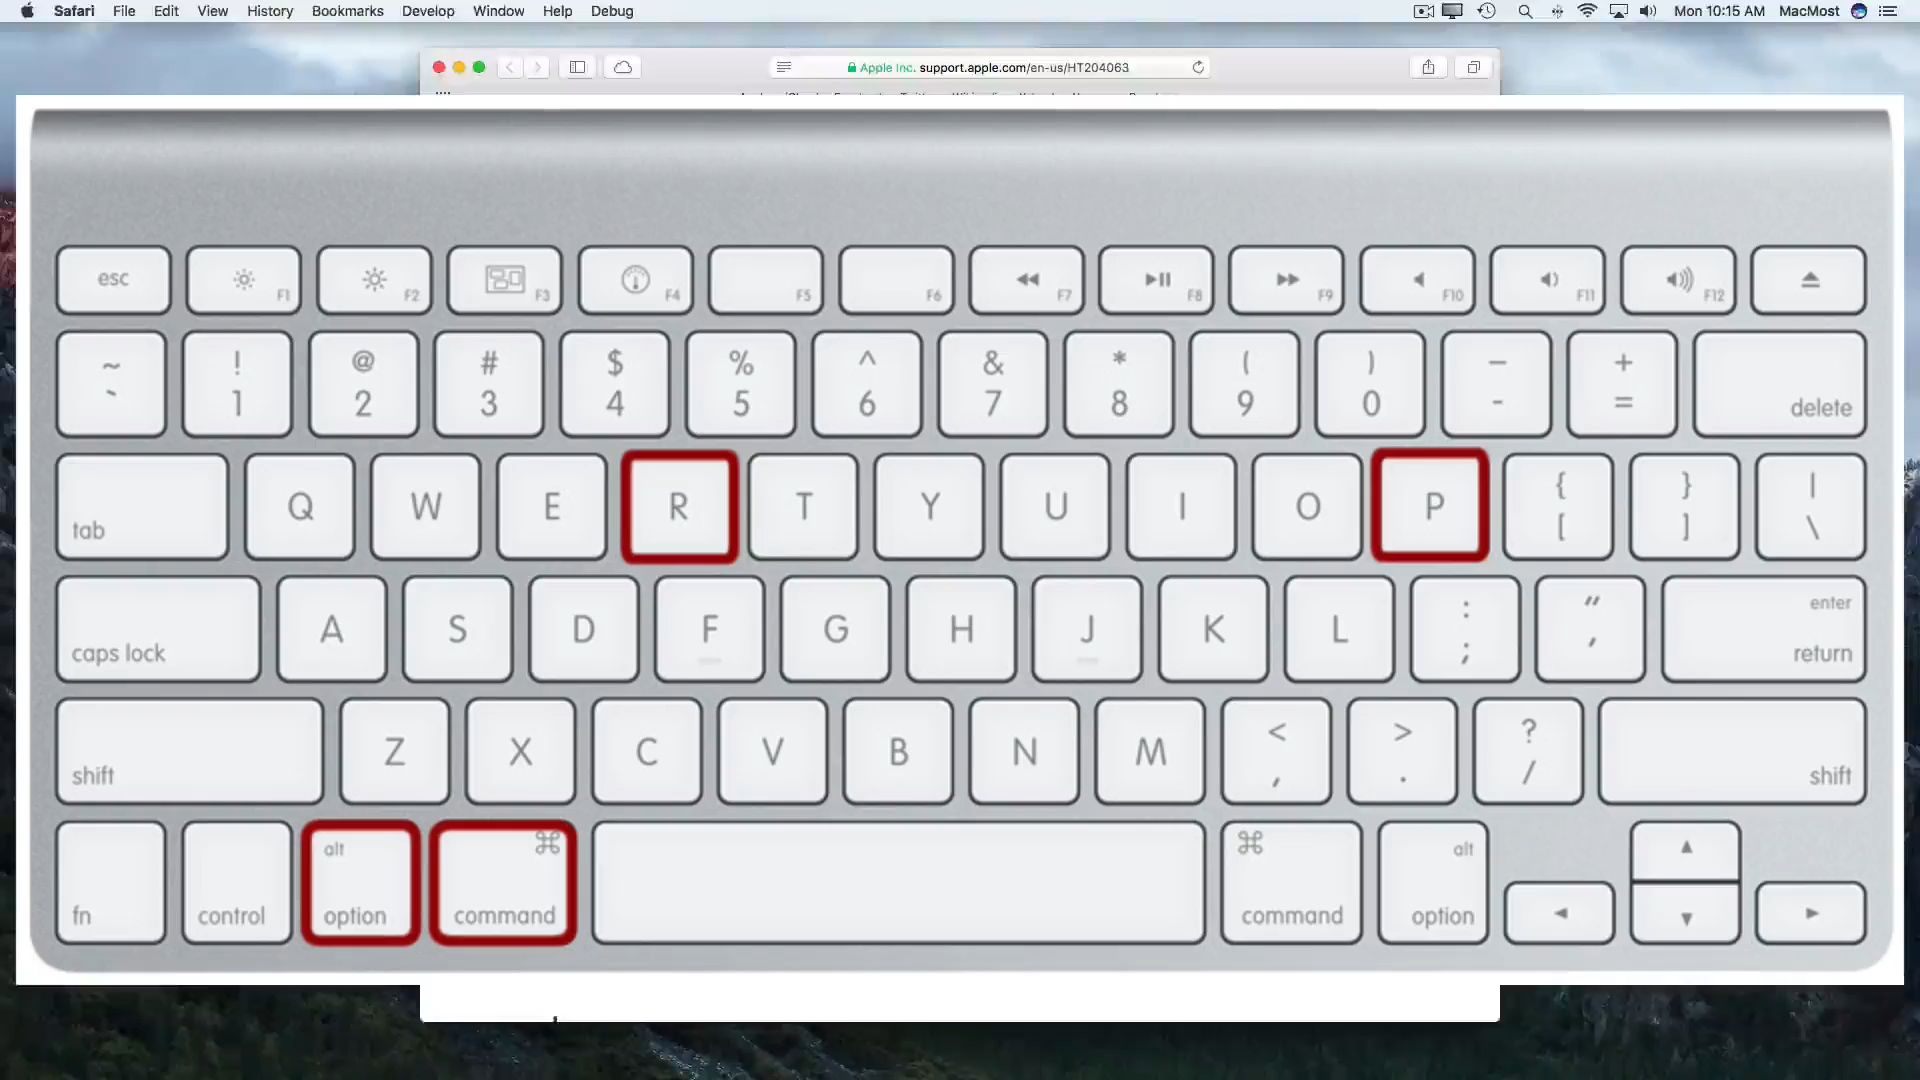 Safari File Edit View History Bookmarks Develop Window Help Debug Mon 10:15 AM MacMost
Apple Inc. support.apple.com/en-us/HT204063
esc F1 F2 F3 F4 F5 F6 F7 F8 F9 F10 F11 F12
~ ! @ # $ % ^ & * ( ) – +
` 1 2 3 4 5 6 7 8 9 0 - = delete
tab Q W E R T Y U I O P { [ } ] | \
caps lock A S D F G H J K L : ; " ' enter return
shift Z X C V B N M < , > . ? / shift
fn control alt option ⌘ command ⌘ command alt option